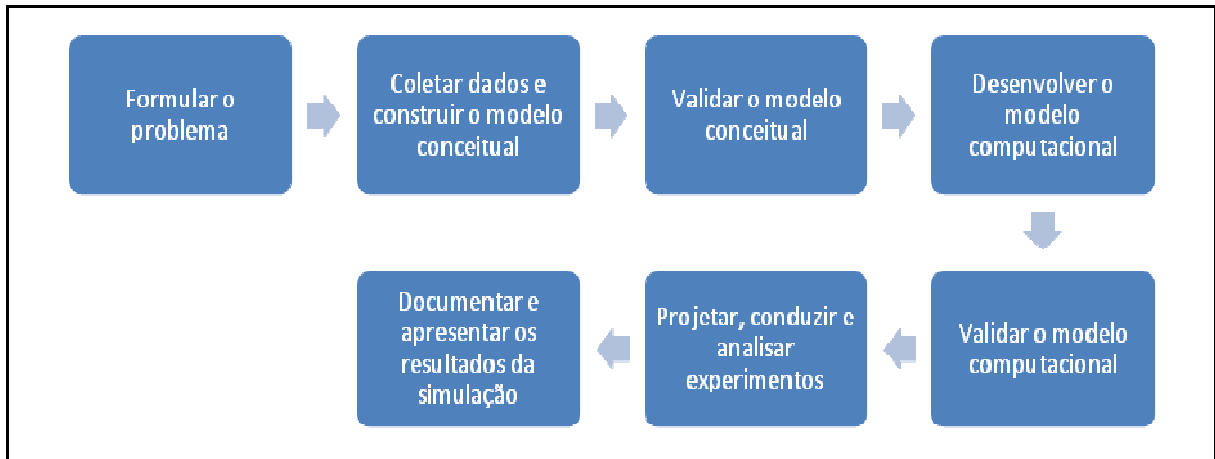 Formular o
problema
Coletar dados e
construir o modelo
conceitual
Validar o modelo
conceitual
Desenvolver o
modelo
computacional
Validar o modelo
computacional
Projetar, conduzir e
analisar
experimentos
Documentar e
apresentar os
resultados da
simulação